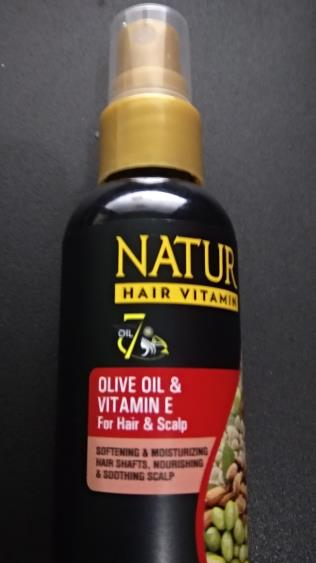 NATUR
HAIR VITAMIN
OIL 7
OLIVE OIL &
VITAMIN E
For Hair & Scalp
SOFTENING & MOISTURIZING
HAIR SHAFTS, NOURISHING
& SOOTHING SCALP